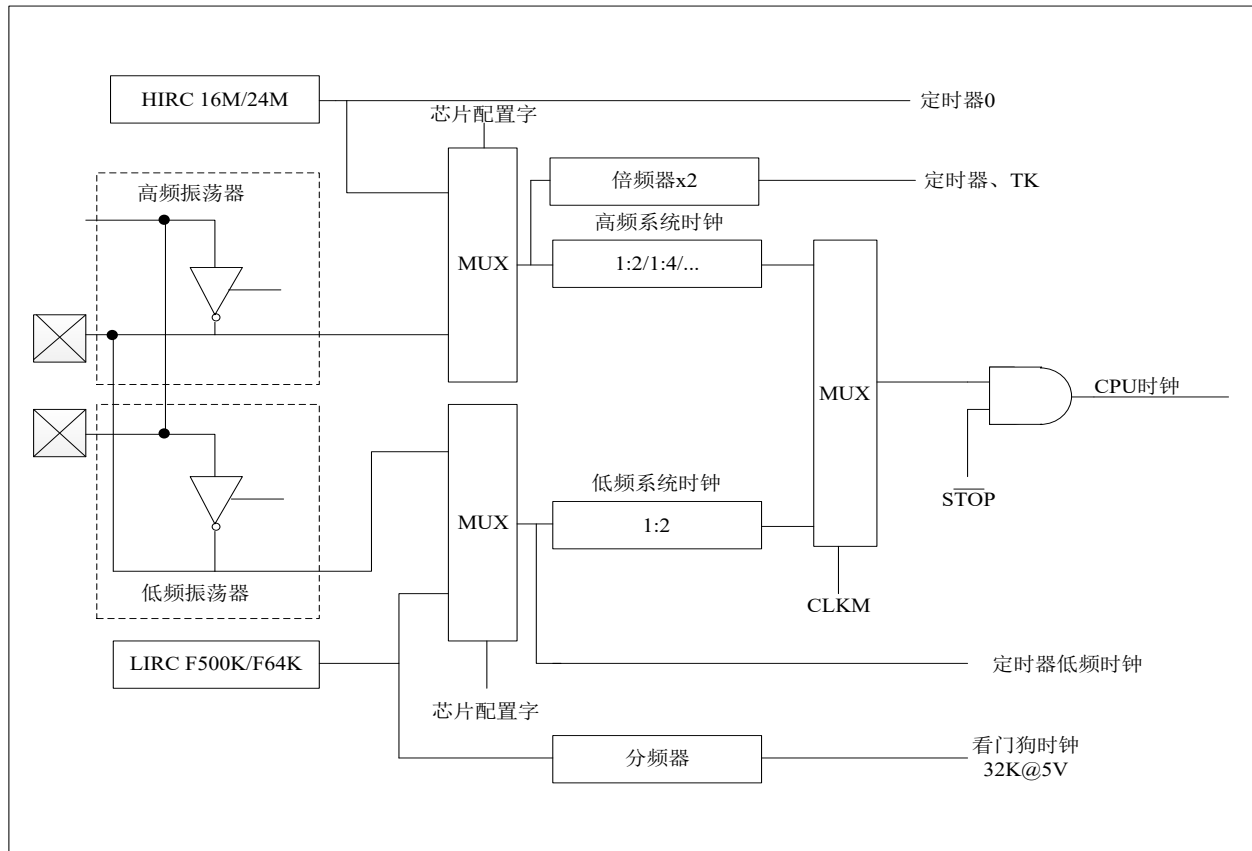 HIRC 16M/24M
定时器0
芯片配置字
高频振荡器
倍频器x2
定时器、TK
高频系统时钟
MUX
1:2/1:4/...
MUX
CPU时钟
STOP
低频系统时钟
MUX
1:2
低频振荡器
CLKM
LIRC F500K/F64K
定时器低频时钟
芯片配置字
分频器
看门狗时钟
32K@5V